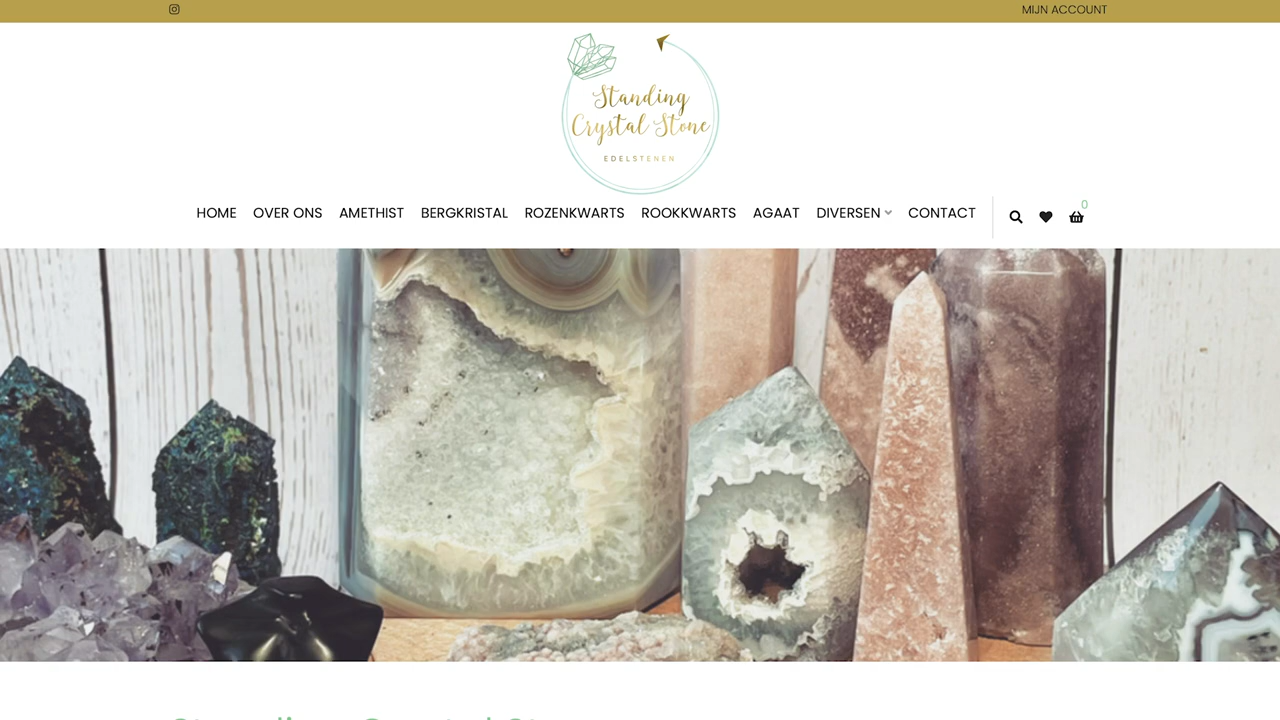 MIJN ACCOUNT
Standing
Crystal Stone
EDELSTENEN
HOME OVER ONS AMETHIST BERGKRISTAL ROZENKWARTS ROOKKWARTS AGAAT DIVERSEN CONTACT
0